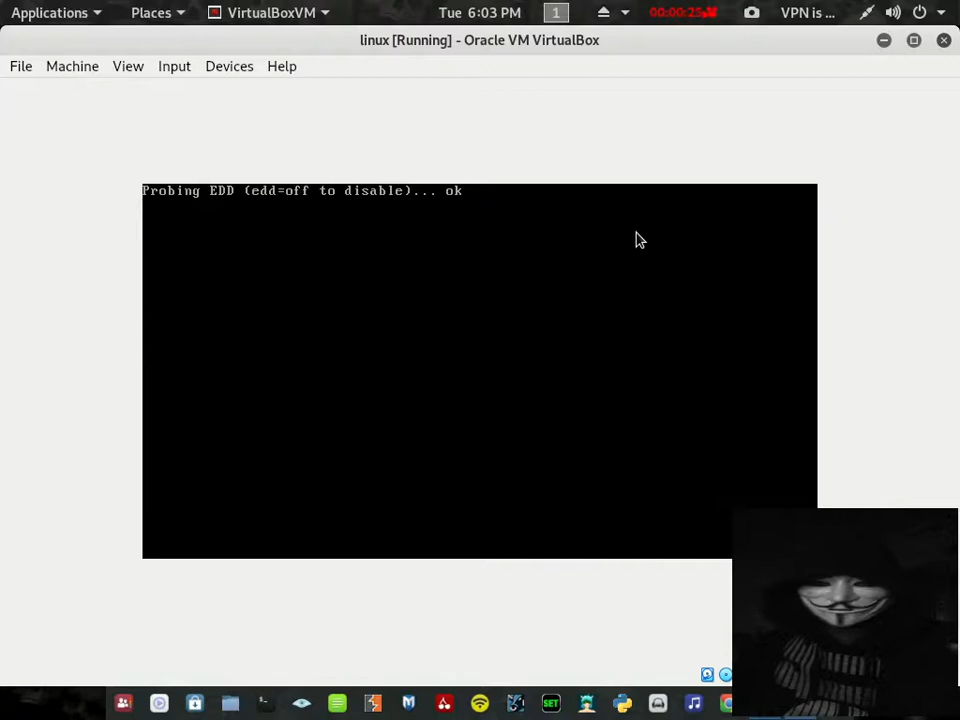 Applications Places VirtualBoxVM Tue 6:03 PM 1 00:00:25 VPN is ...
linux [Running] - Oracle VM VirtualBox
File Machine View Input Devices Help
Probing EDD (edd=off to disable)... ok
SET